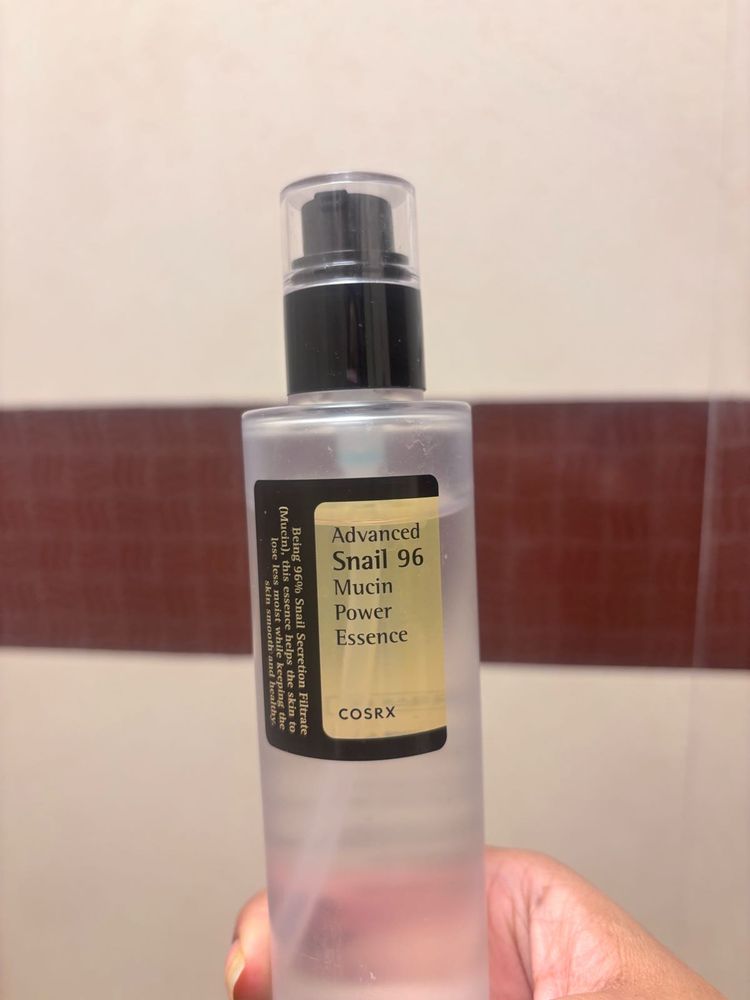 Advanced
Snail 96
Mucin
Power
Essence
COSRX
Being 96% Snail Secretion Filtrate
(Mucin), this essence helps the skin to
lose less moist while keeping the
skin smooth and healthy.